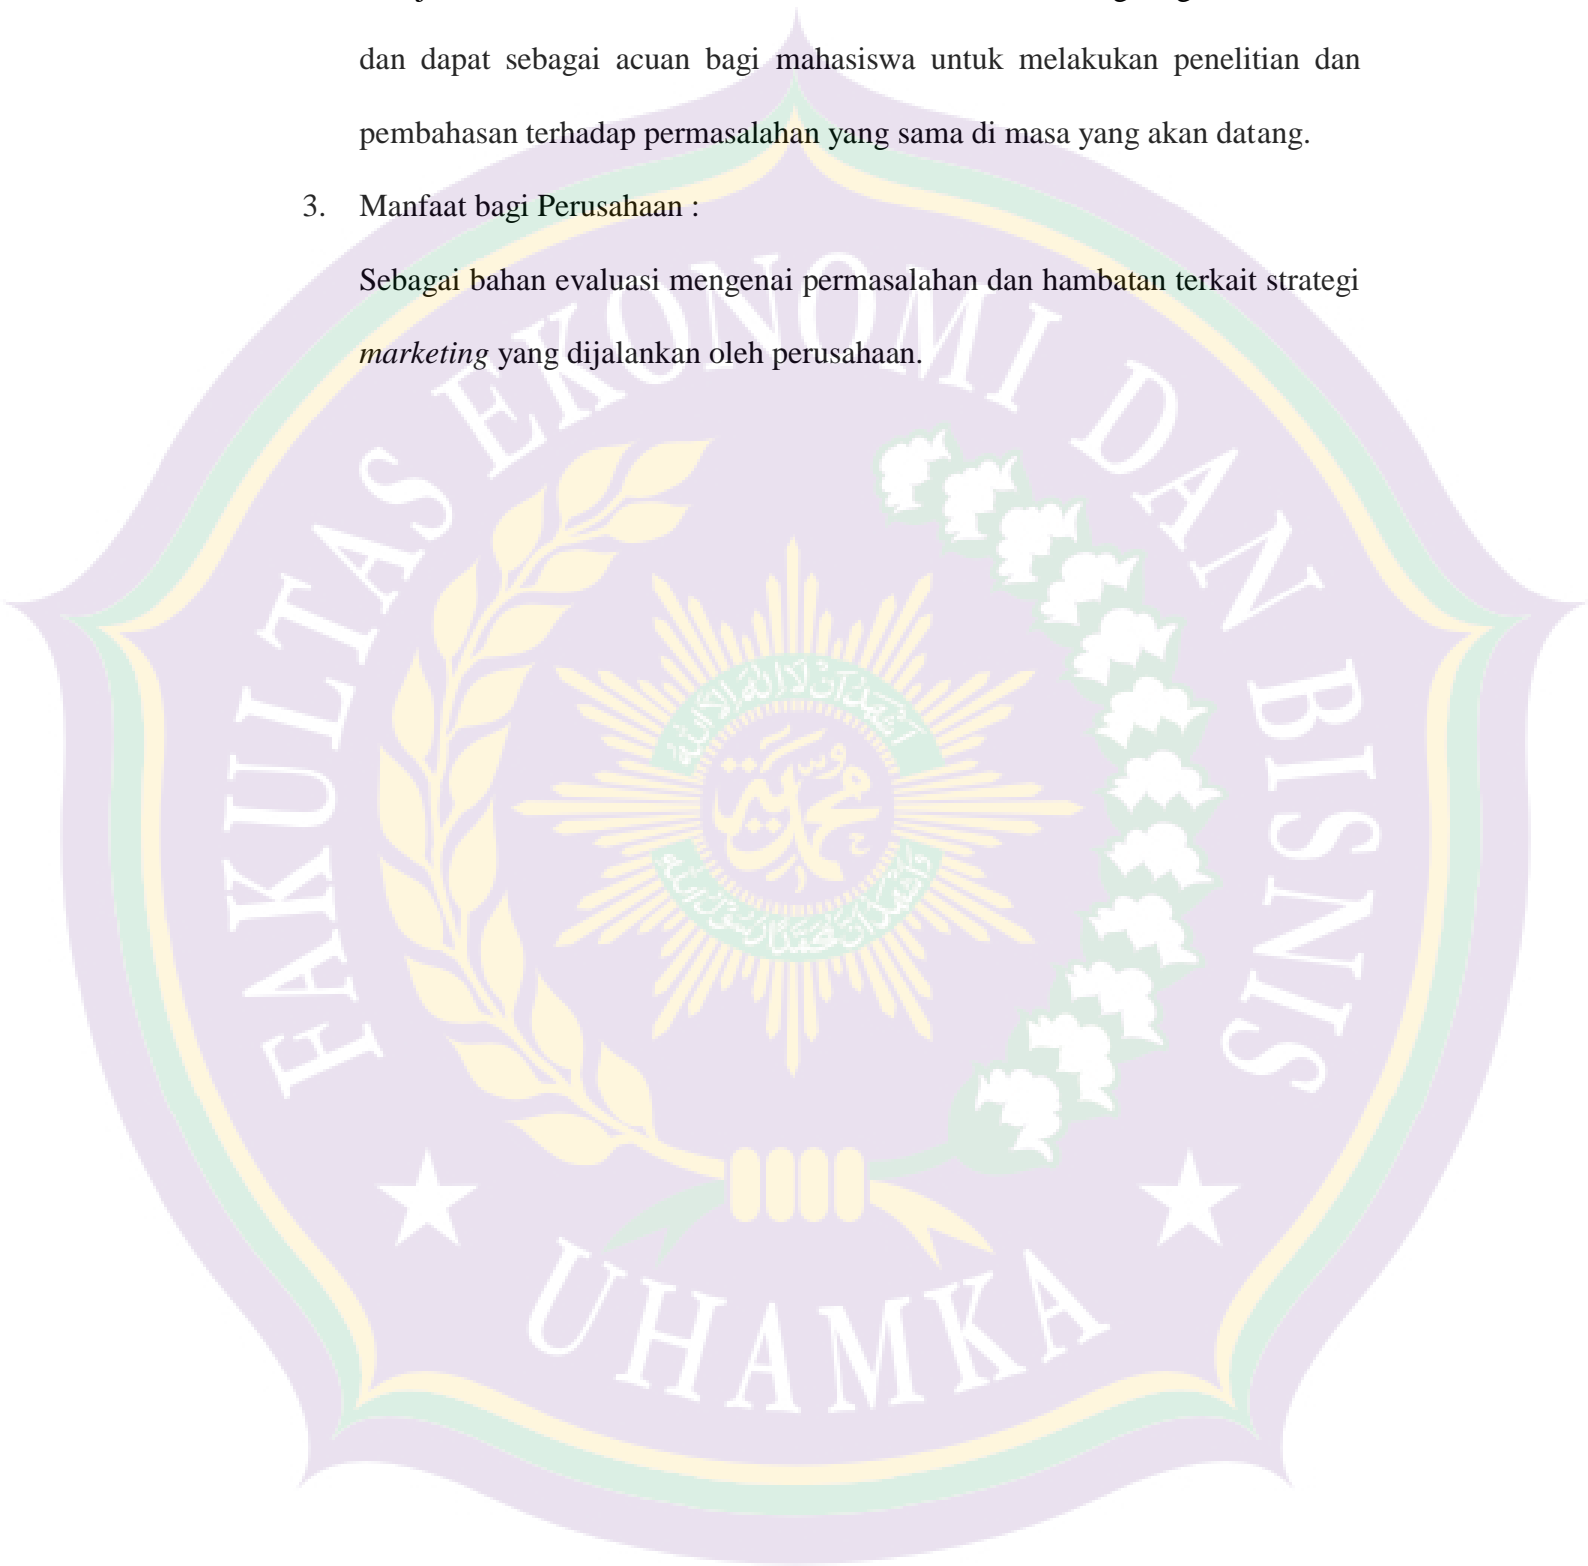 dan dapat sebagai acuan bagi mahasiswa untuk melakukan penelitian dan
pembahasan terhadap permasalahan yang sama di masa yang akan datang.
3. Manfaat bagi Perusahaan :
Sebagai bahan evaluasi mengenai permasalahan dan hambatan terkait strategi
marketing yang dijalankan oleh perusahaan.
FAKULTAS EKONOMI DAN BISNIS
UHAMKA